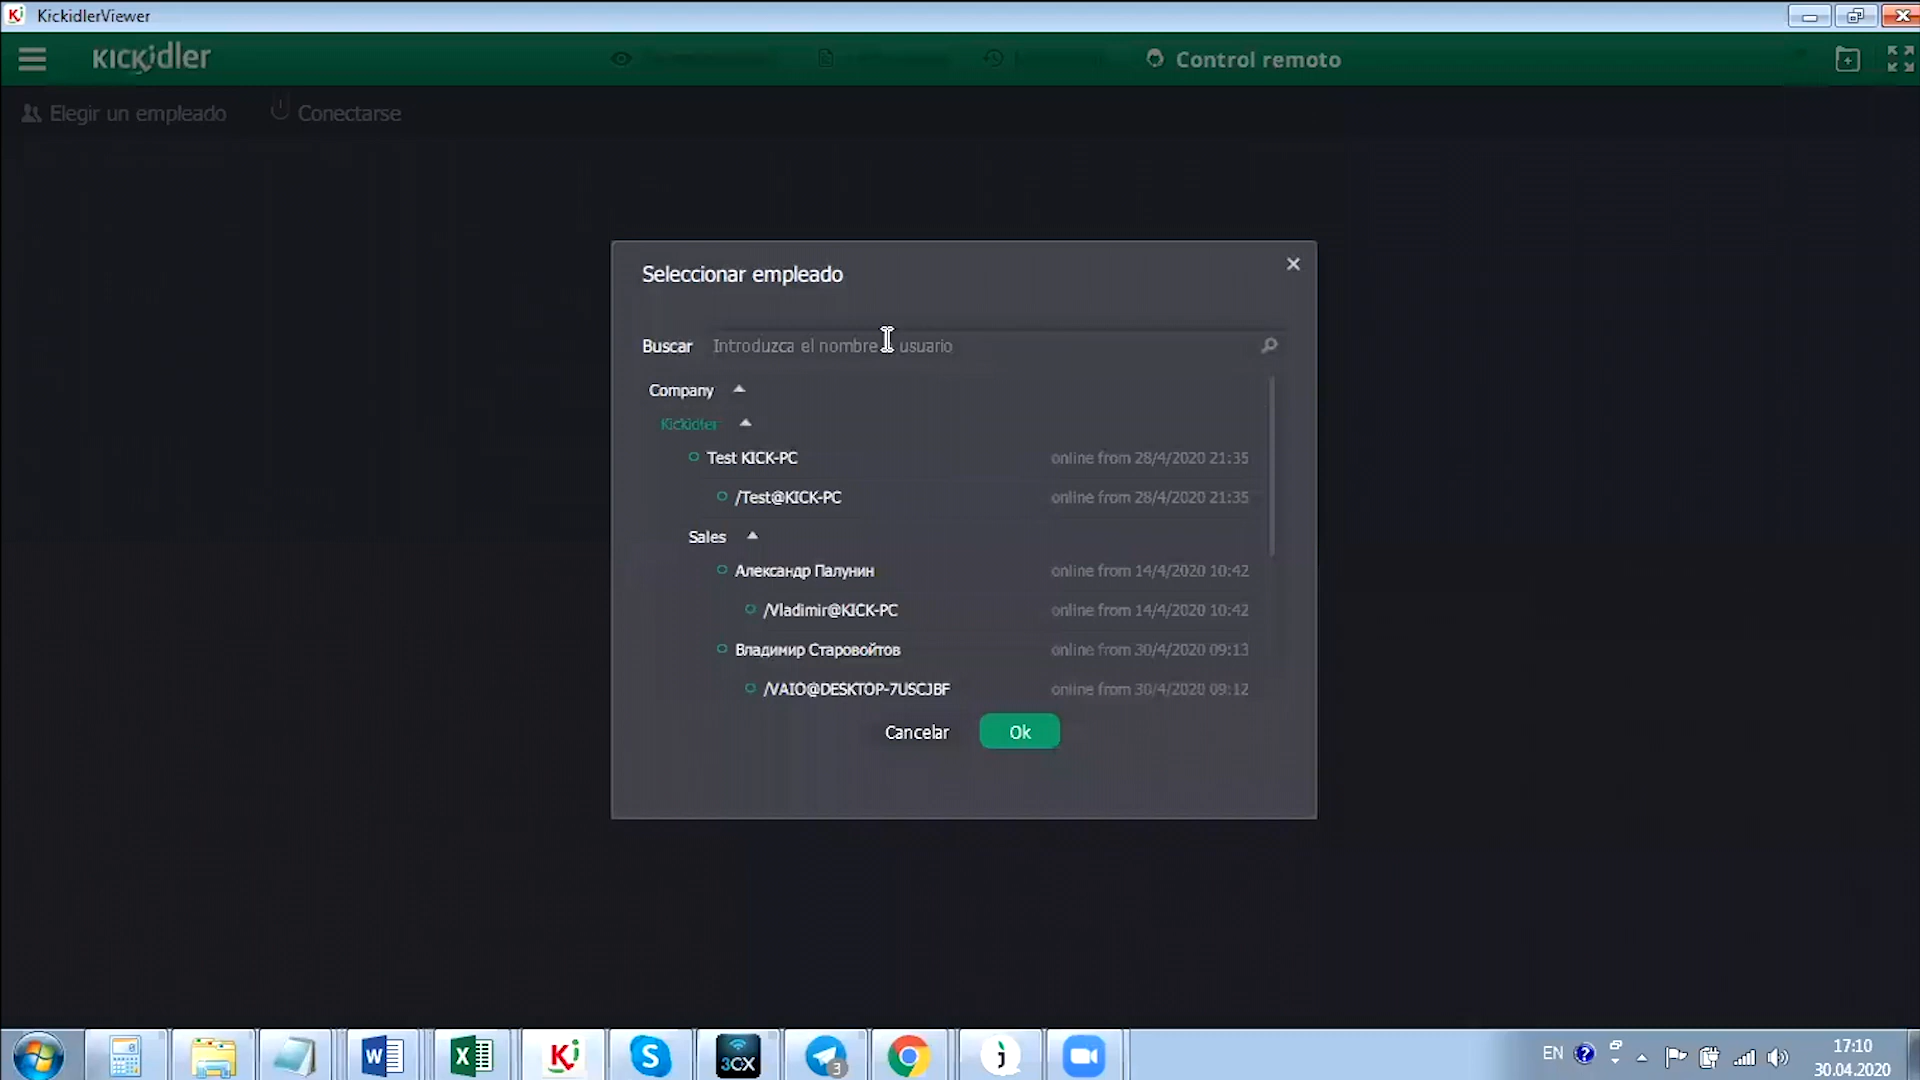 KickidlerViewer
KickIdler
Control remoto
Elegir un empleado
Conectarse
Seleccionar empleado
Buscar Introduzca el nombre usuario
Company
Kickidler
Test KICK-PC online from 28/4/2020 21:35
/Test@KICK-PC online from 28/4/2020 21:35
Sales
Александр Палунин online from 14/4/2020 10:42
/Vladimir@KICK-PC online from 14/4/2020 10:42
Владимир Старовойтов online from 30/4/2020 09:13
/VAIO@DESKTOP-7USCJBF online from 30/4/2020 09:12
Cancelar Ok
3CX
3
EN
17:10
30.04.2020